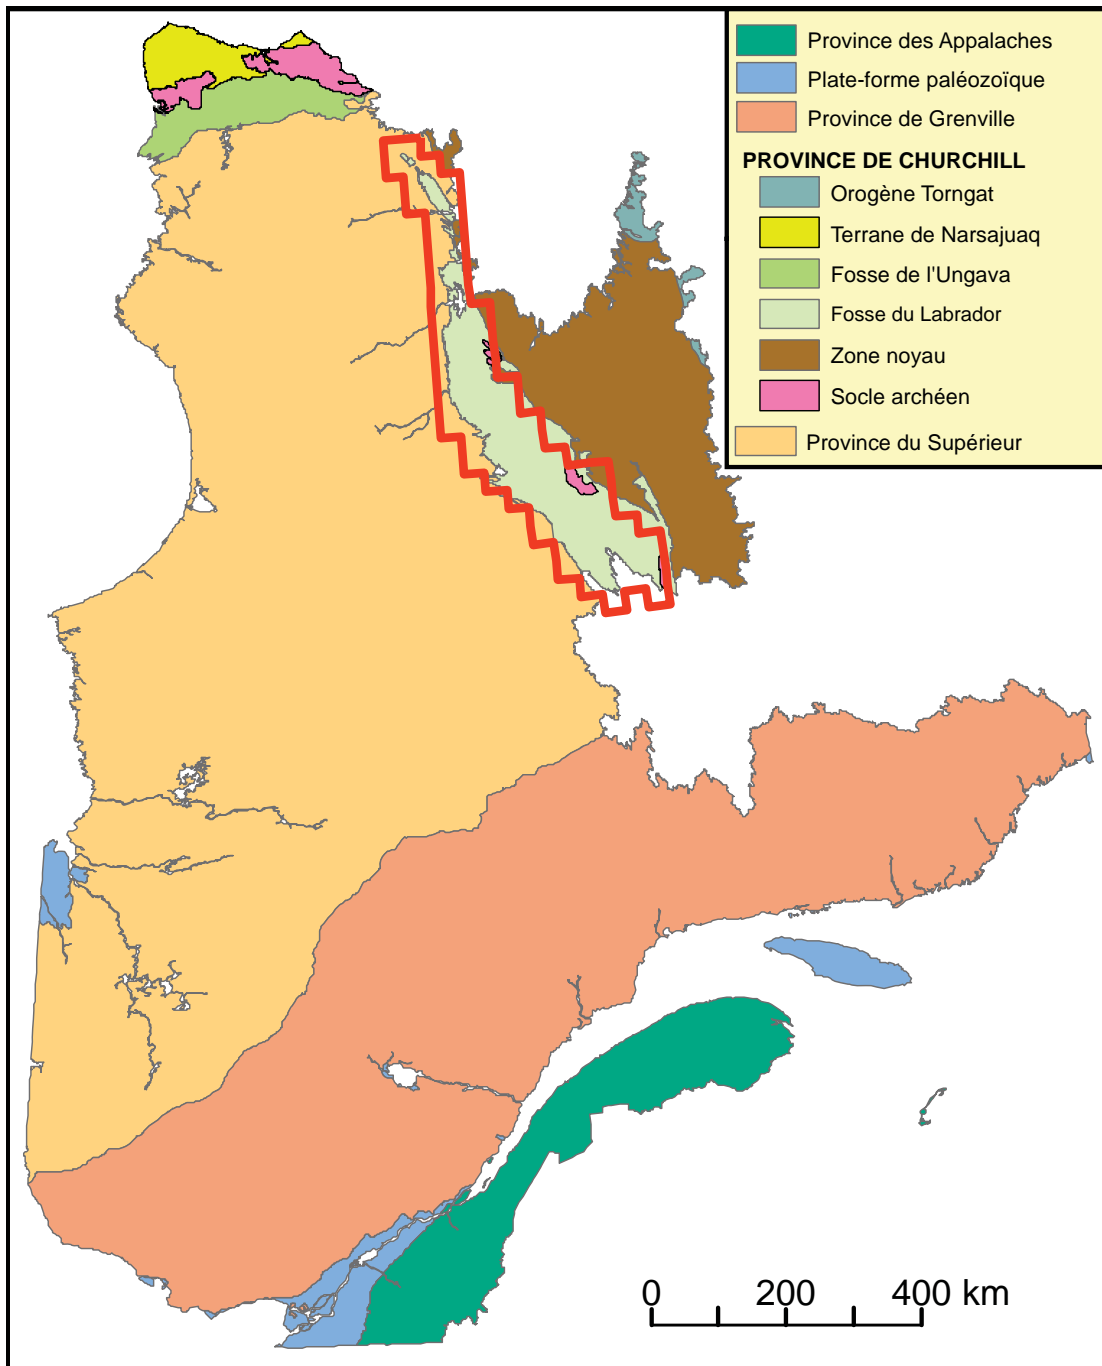 Province des Appalaches
Plate-forme paléozoïque
Province de Grenville
PROVINCE DE CHURCHILL
Orogène Torngat
Terrane de Narsajuaq
Fosse de l'Ungava
Fosse du Labrador
Zone noyau
Socle archéen
Province du Supérieur
0 200 400 km